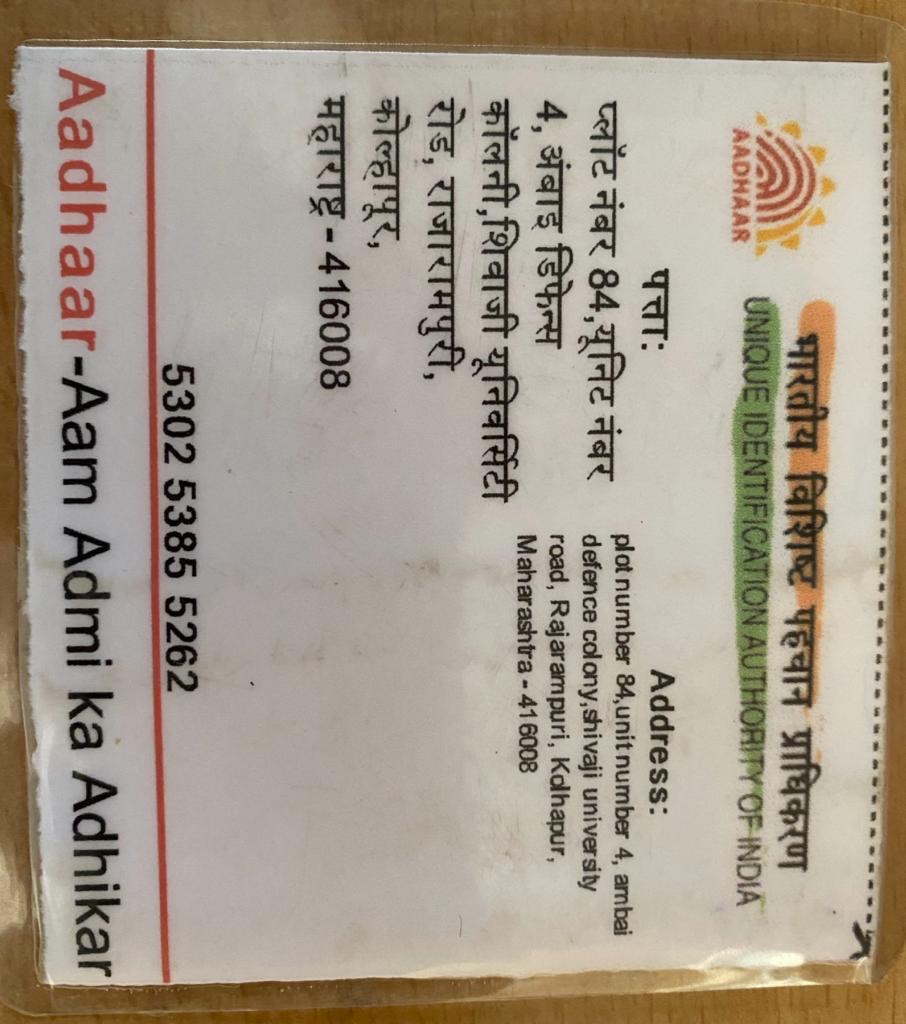 AADHAAR
भारतीय विशिष्ट पहचान प्राधिकरण
UNIQUE IDENTIFICATION AUTHORITY OF INDIA
पत्ता:
प्लॉट नंबर 84,यूनिट नंबर
4, अंबाइ डिफेन्स
कॉलनी,शिवाजी यूनिवर्सिटी
रोड, राजारामपुरी,
कोल्हापूर,
महाराष्ट्र - 416008
Address:
plot number 84,unit number 4, ambai
defence colony,shivaji university
road, Rajarampuri, Kolhapur,
Maharashtra - 416008
5302 5385 5262
Aadhaar-Aam Admi ka Adhikar